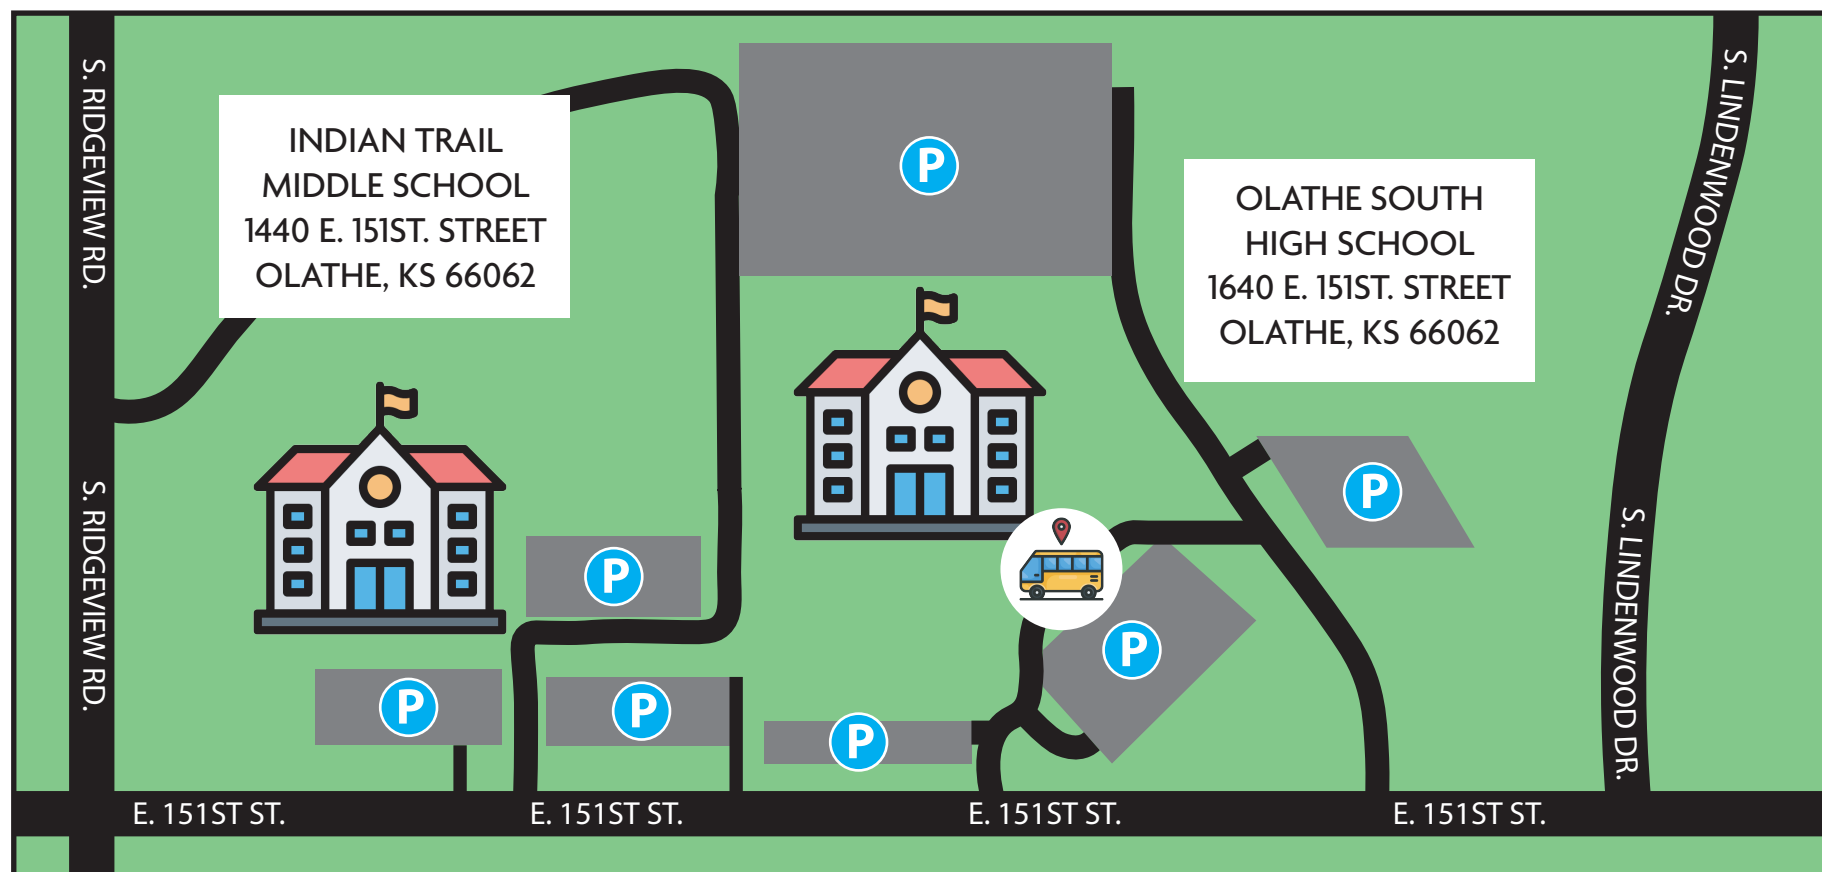 S. RIDGEVIEW RD.
INDIAN TRAIL
MIDDLE SCHOOL
1440 E. 151ST. STREET
OLATHE, KS 66062
P
OLATHE SOUTH
HIGH SCHOOL
1640 E. 151ST. STREET
OLATHE, KS 66062
S. LINDENWOOD DR.
S. RIDGEVIEW RD.
P
P
P
P
P
P
S. LINDENWOOD DR.
E. 151ST ST.
E. 151ST ST.
E. 151ST ST.
E. 151ST ST.